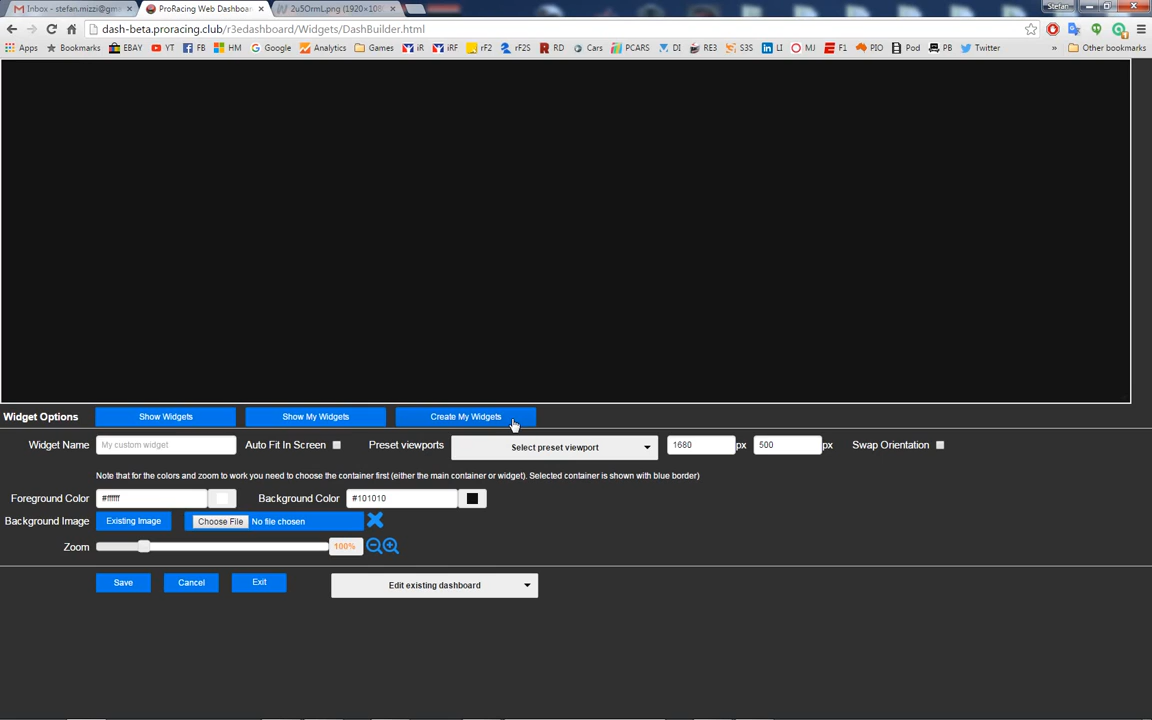 Inbox - stefan.mizzi@gm
ProRacing Web Dashboar
2u5OrmL.png (1920×108
Stefan
dash-beta.proracing.club/r3edashboard/Widgets/DashBuilder.html
Apps Bookmarks EBAY YT FB HM Google Analytics Games iR iRF rF2 rF2S RD Cars PCARS DI RE3 S3S LI MJ F1 PIO Pod PB Twitter » Other bookmarks
Widget Options Show Widgets Show My Widgets Create My Widgets
Widget Name My custom widget Auto Fit In Screen Preset viewports Select preset viewport 1680 px 500 px Swap Orientation
Note that for the colors and zoom to work you need to choose the container first (either the main container or widget). Selected container is shown with blue border)
Foreground Color #ffffff Background Color #101010
Background Image Existing Image Choose File No file chosen
Zoom 100%
Save Cancel Exit Edit existing dashboard